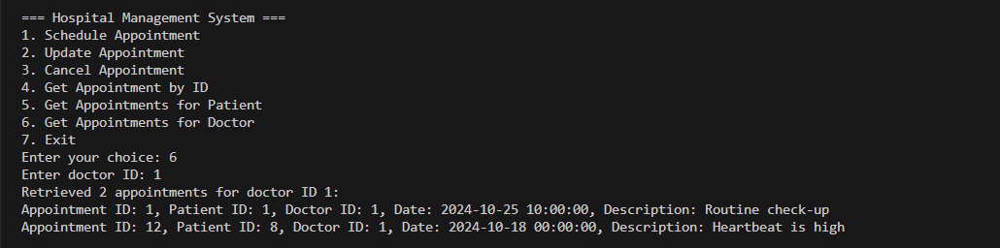 === Hospital Management System ===
1. Schedule Appointment
2. Update Appointment
3. Cancel Appointment
4. Get Appointment by ID
5. Get Appointments for Patient
6. Get Appointments for Doctor
7. Exit
Enter your choice: 6
Enter doctor ID: 1
Retrieved 2 appointments for doctor ID 1:
Appointment ID: 1, Patient ID: 1, Doctor ID: 1, Date: 2024-10-25 10:00:00, Description: Routine check-up
Appointment ID: 12, Patient ID: 8, Doctor ID: 1, Date: 2024-10-18 00:00:00, Description: Heartbeat is high